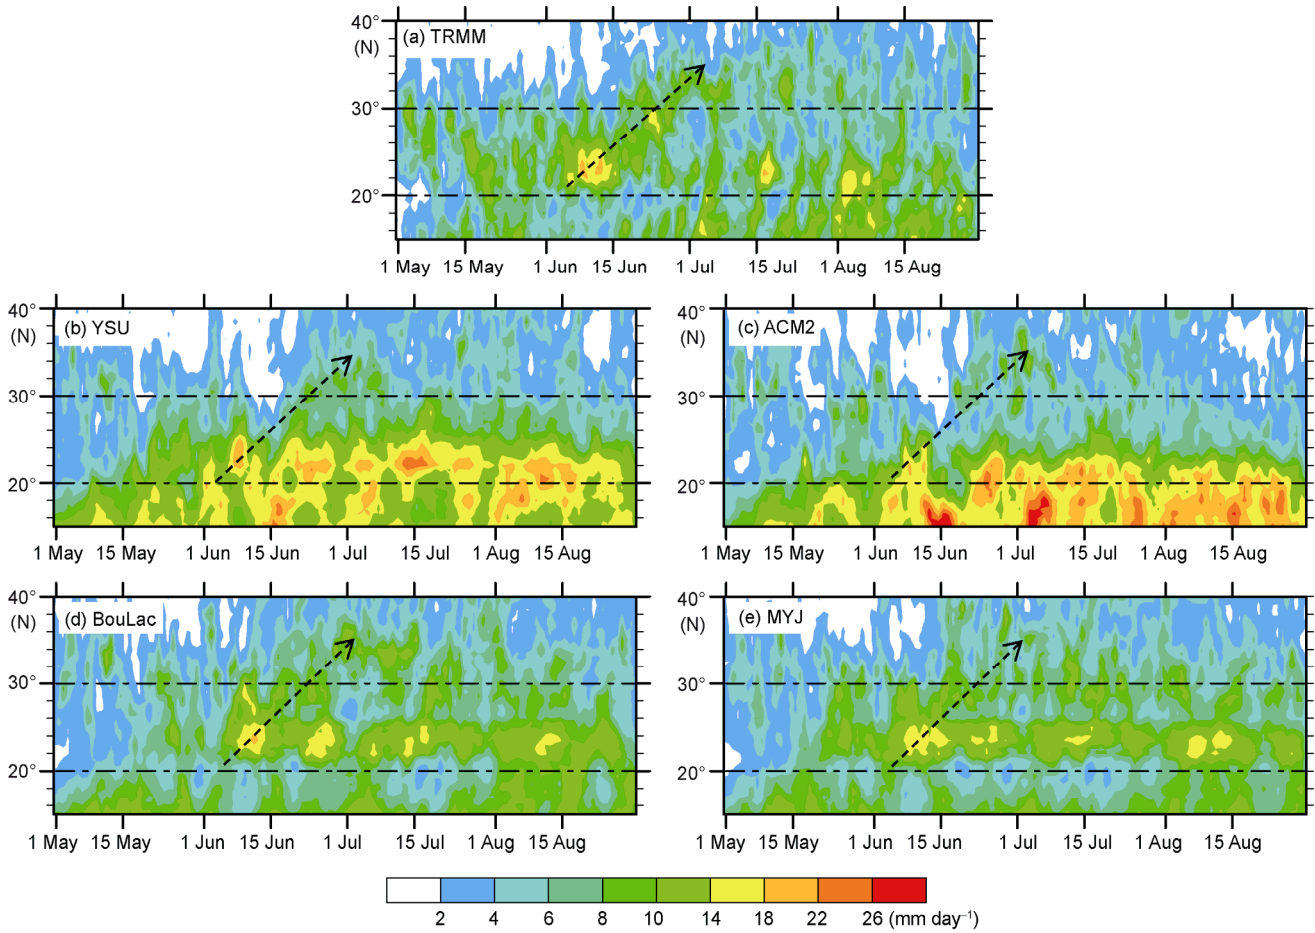 40°
(N)
(a) TRMM
30°
20°
1 May 15 May 1 Jun 15 Jun 1 Jul 15 Jul 1 Aug 15 Aug
40°
(N)
(b) YSU
30°
20°
1 May 15 May 1 Jun 15 Jun 1 Jul 15 Jul 1 Aug 15 Aug
40°
(N)
(c) ACM2
30°
20°
1 May 15 May 1 Jun 15 Jun 1 Jul 15 Jul 1 Aug 15 Aug
40°
(N)
(d) BouLac
30°
20°
1 May 15 May 1 Jun 15 Jun 1 Jul 15 Jul 1 Aug 15 Aug
40°
(N)
(e) MYJ
30°
20°
1 May 15 May 1 Jun 15 Jun 1 Jul 15 Jul 1 Aug 15 Aug
2 4 6 8 10 14 18 22 26 (mm day⁻¹)